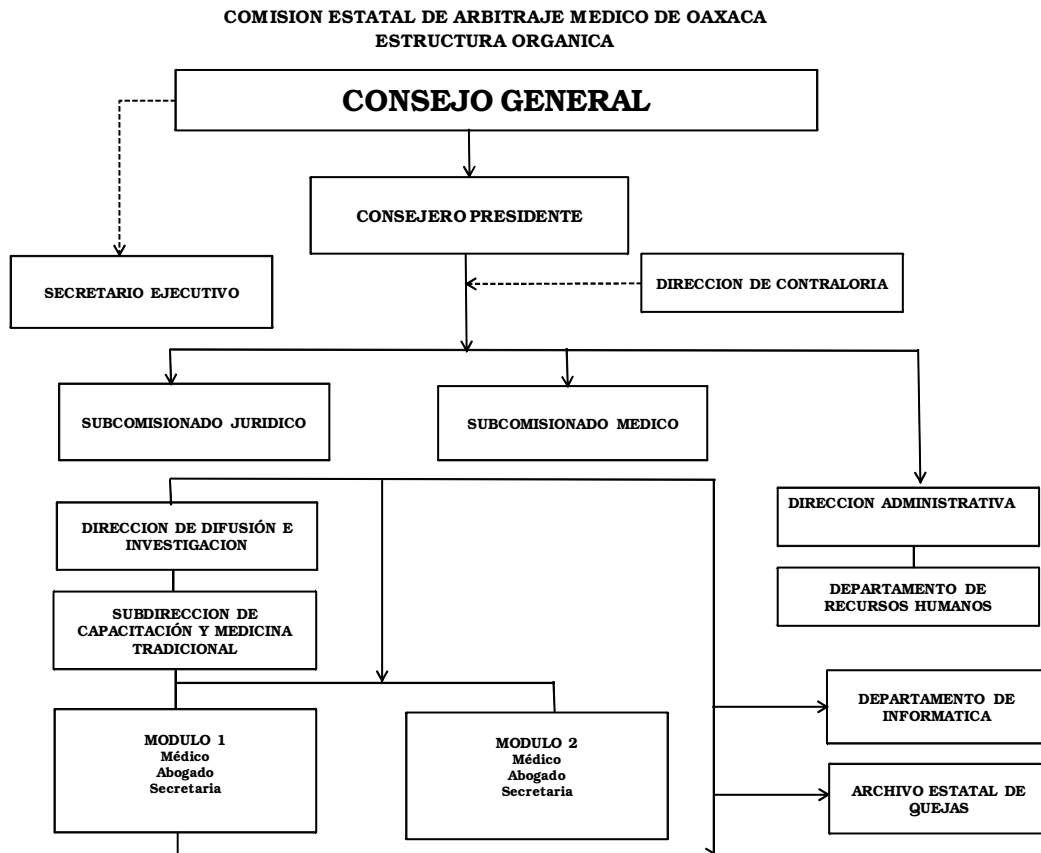 COMISION ESTATAL DE ARBITRAJE MEDICO DE OAXACA
ESTRUCTURA ORGANICA
CONSEJO GENERAL
CONSEJERO PRESIDENTE
SECRETARIO EJECUTIVO
DIRECCION DE CONTRALORIA
SUBCOMISIONADO JURIDICO
SUBCOMISIONADO MEDICO
DIRECCION ADMINISTRATIVA
DIRECCION DE DIFUSIÓN E
INVESTIGACION
DEPARTAMENTO DE
RECURSOS HUMANOS
SUBDIRECCION DE
CAPACITACIÓN Y MEDICINA
TRADICIONAL
DEPARTAMENTO DE
INFORMATICA
MODULO 1
Médico
Abogado
Secretaria
MODULO 2
Médico
Abogado
Secretaria
ARCHIVO ESTATAL DE
QUEJAS